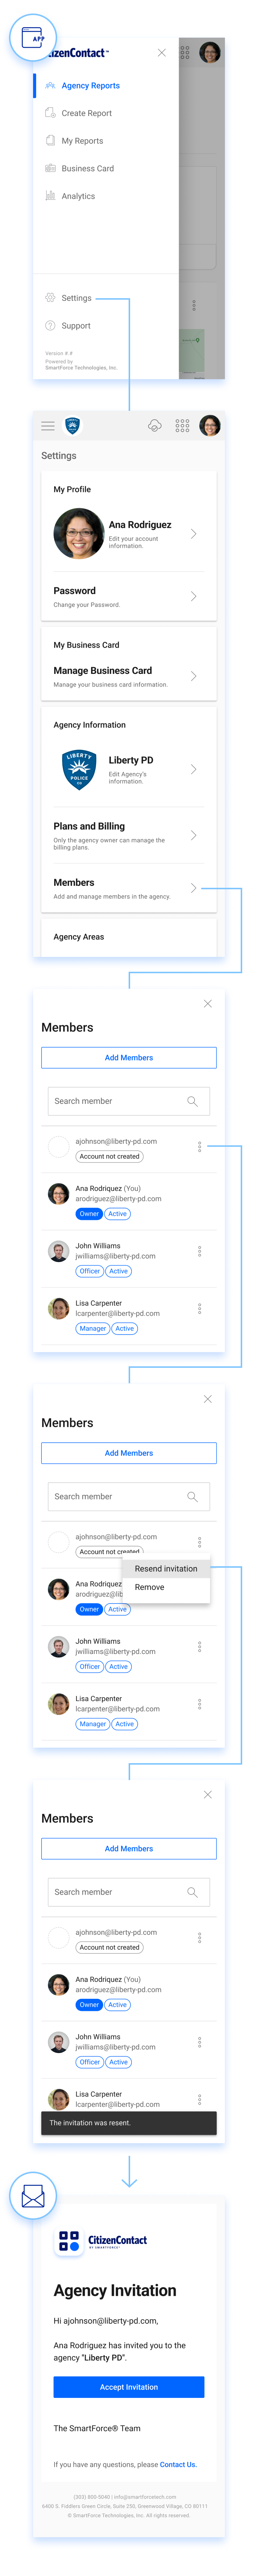 APP
CitizenContact™
Agency Reports
Create Report
My Reports
Business Card
Analytics
Settings
Support
Version #.#
Powered by
SmartForce Technologies, Inc.
Settings
My Profile
Ana Rodriguez
Edit your account
information.
Password
Change your Password.
My Business Card
Manage Business Card
Manage your business card information.
Agency Information
LIBERTY
POLICE
CO
Liberty PD
Edit Agency's
information.
Plans and Billing
Only the agency owner can manage the
billing plans.
Members
Add and manage members in the agency.
Agency Areas
Members
Add Members
Search member
ajohnson@liberty-pd.com
Account not created
Ana Rodriquez (You)
arodriguez@liberty-pd.com
Owner Active
John Williams
jwilliams@liberty-pd.com
Officer Active
Lisa Carpenter
lcarpenter@liberty-pd.com
Manager Active
Members
Add Members
Search member
ajohnson@liberty-pd.com
Account not created
Resend invitation
Remove
Ana Rodriquez
arodriguez@lib
Owner Active
John Williams
jwilliams@liberty-pd.com
Officer Active
Lisa Carpenter
lcarpenter@liberty-pd.com
Manager Active
Members
Add Members
Search member
ajohnson@liberty-pd.com
Account not created
Ana Rodriquez (You)
arodriguez@liberty-pd.com
Owner Active
John Williams
jwilliams@liberty-pd.com
Officer Active
Lisa Carpenter
lcarpenter@liberty-pd.com
The invitation was resent.
CitizenContact
BY SMARTFORCE®
Agency Invitation
Hi ajohnson@liberty-pd.com,
Ana Rodriguez has invited you to the
agency "Liberty PD".
Accept Invitation
The SmartForce® Team
If you have any questions, please Contact Us.
(303) 800 0040 | info@smartforcetech.com
6400 S. Fiddlers Green Circle, Suite 250, Greenwood Village, CO 80111
© SmartForce Technologies, Inc. All rights reserved.